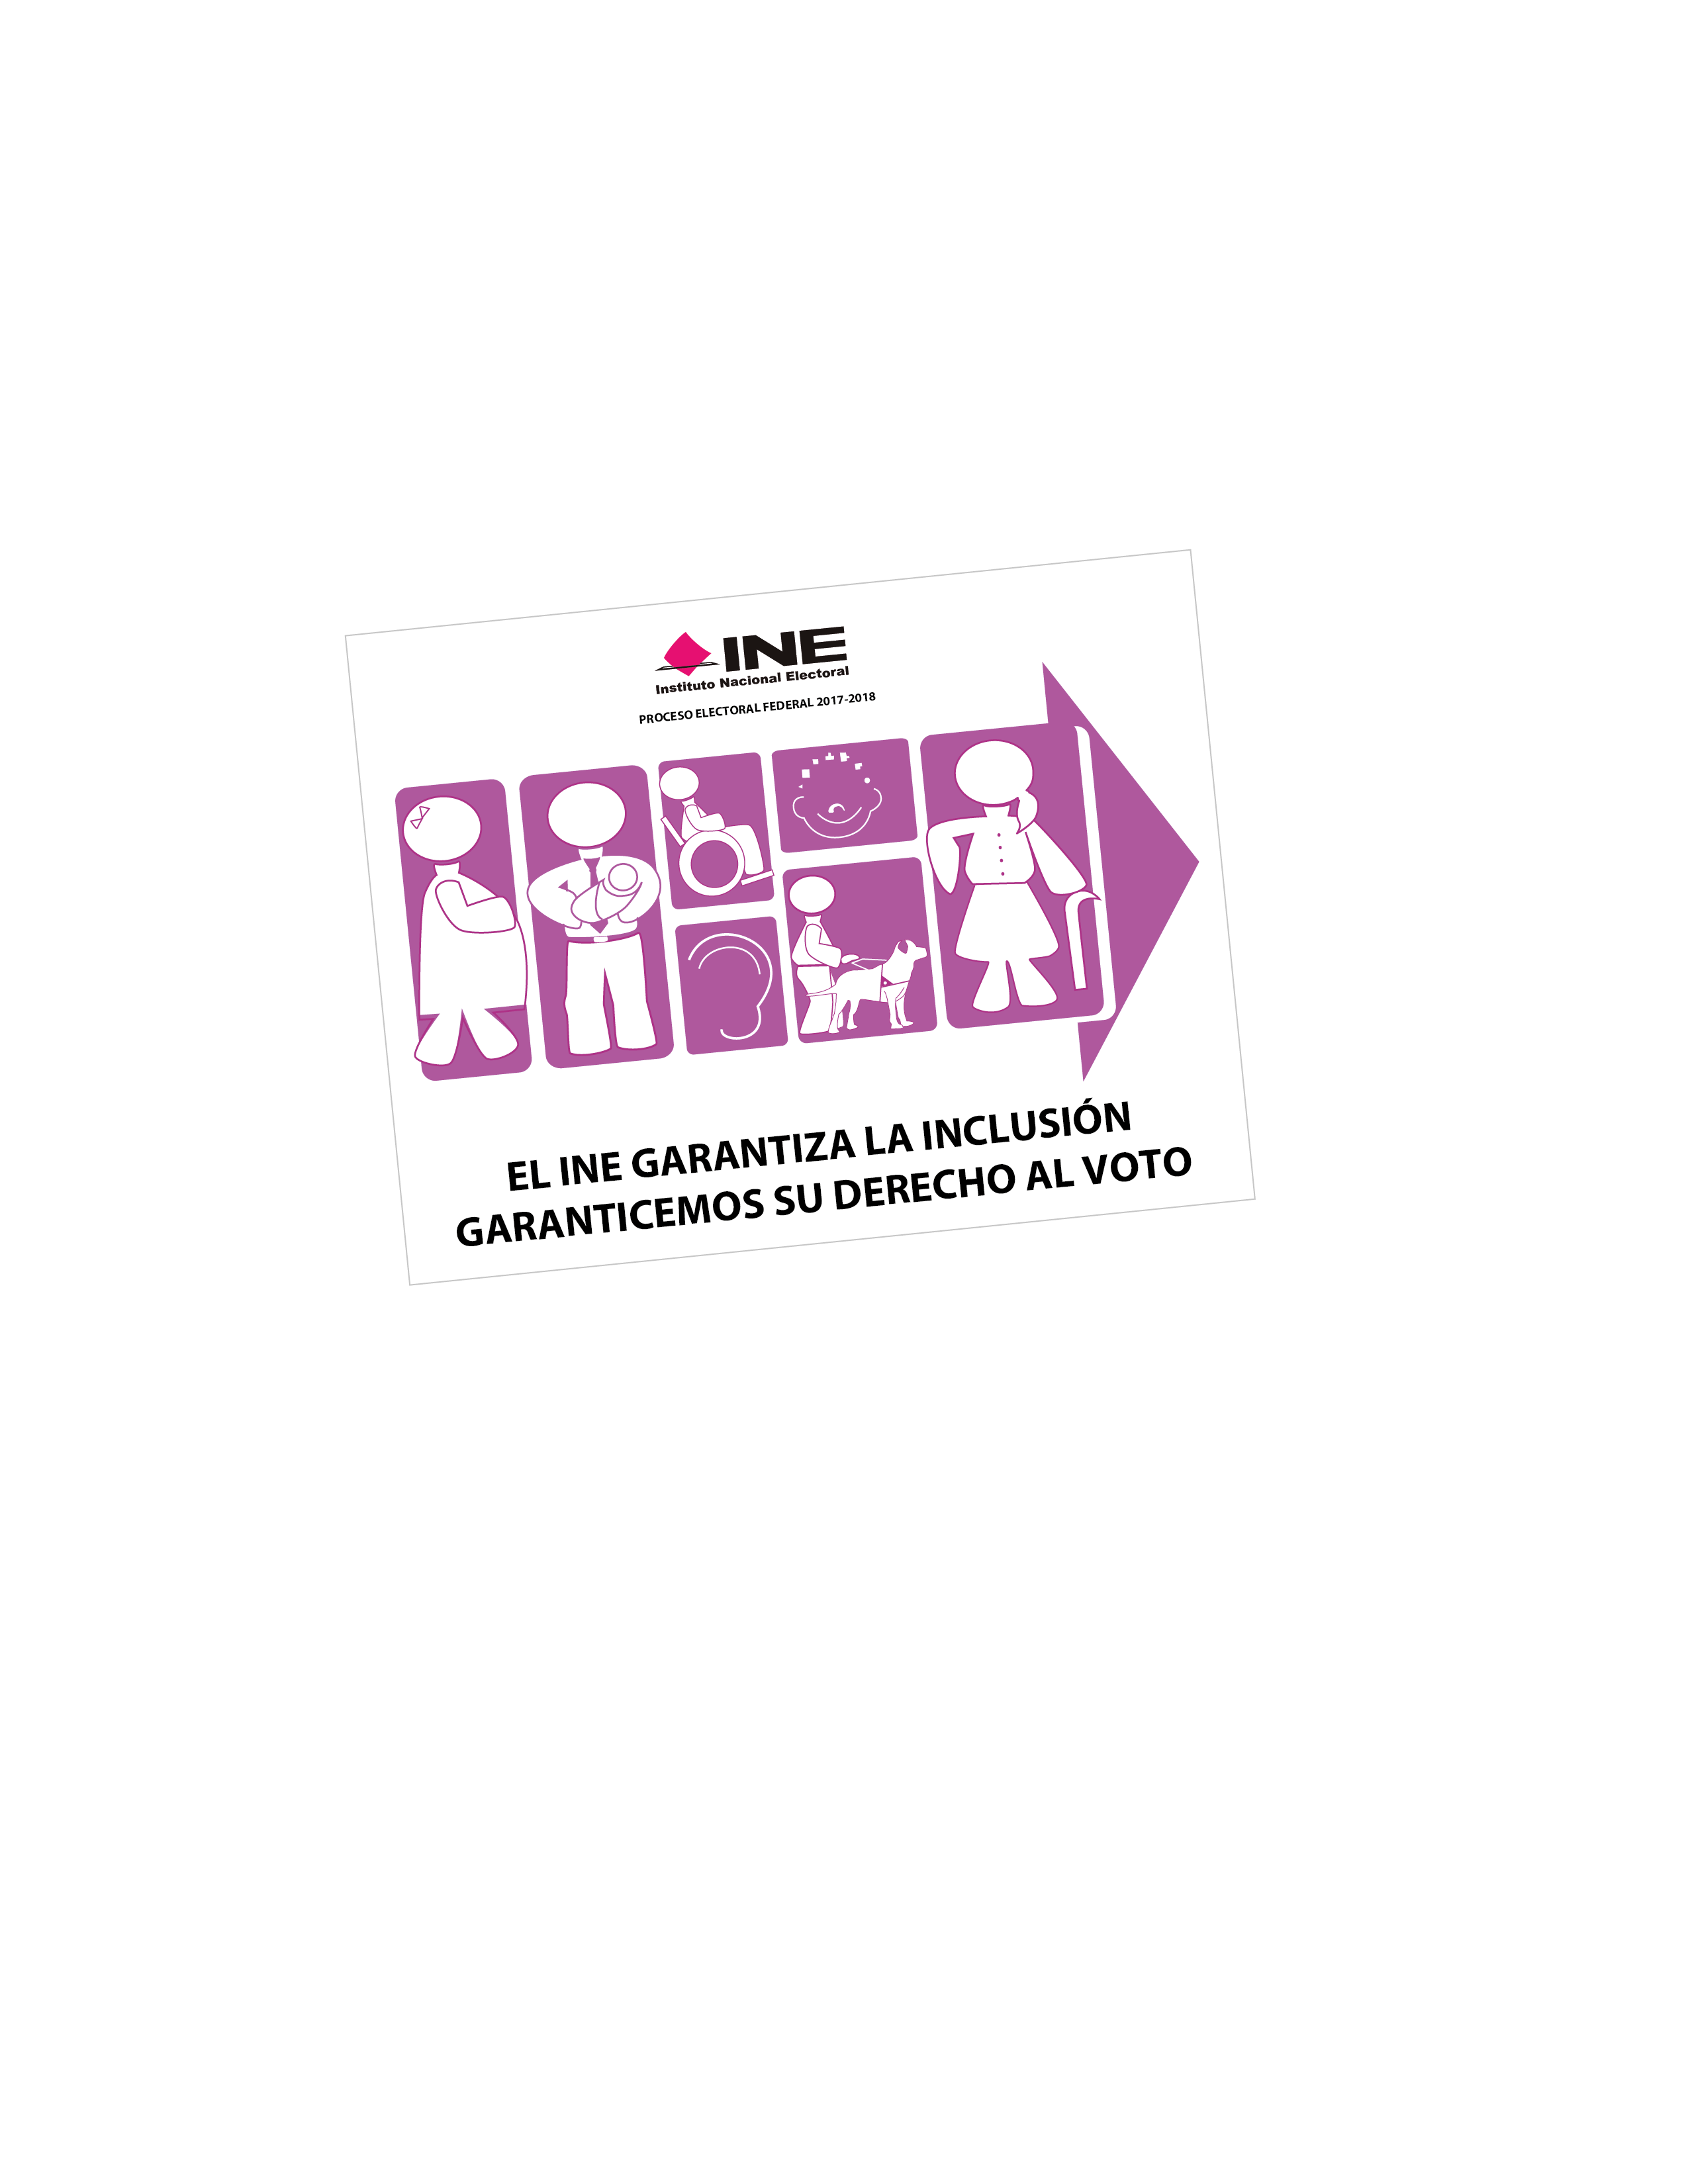 INE
Instituto Nacional Electoral
PROCESO ELECTORAL FEDERAL 2017-2018
EL INE GARANTIZA LA INCLUSIÓN
GARANTICEMOS SU DERECHO AL VOTO